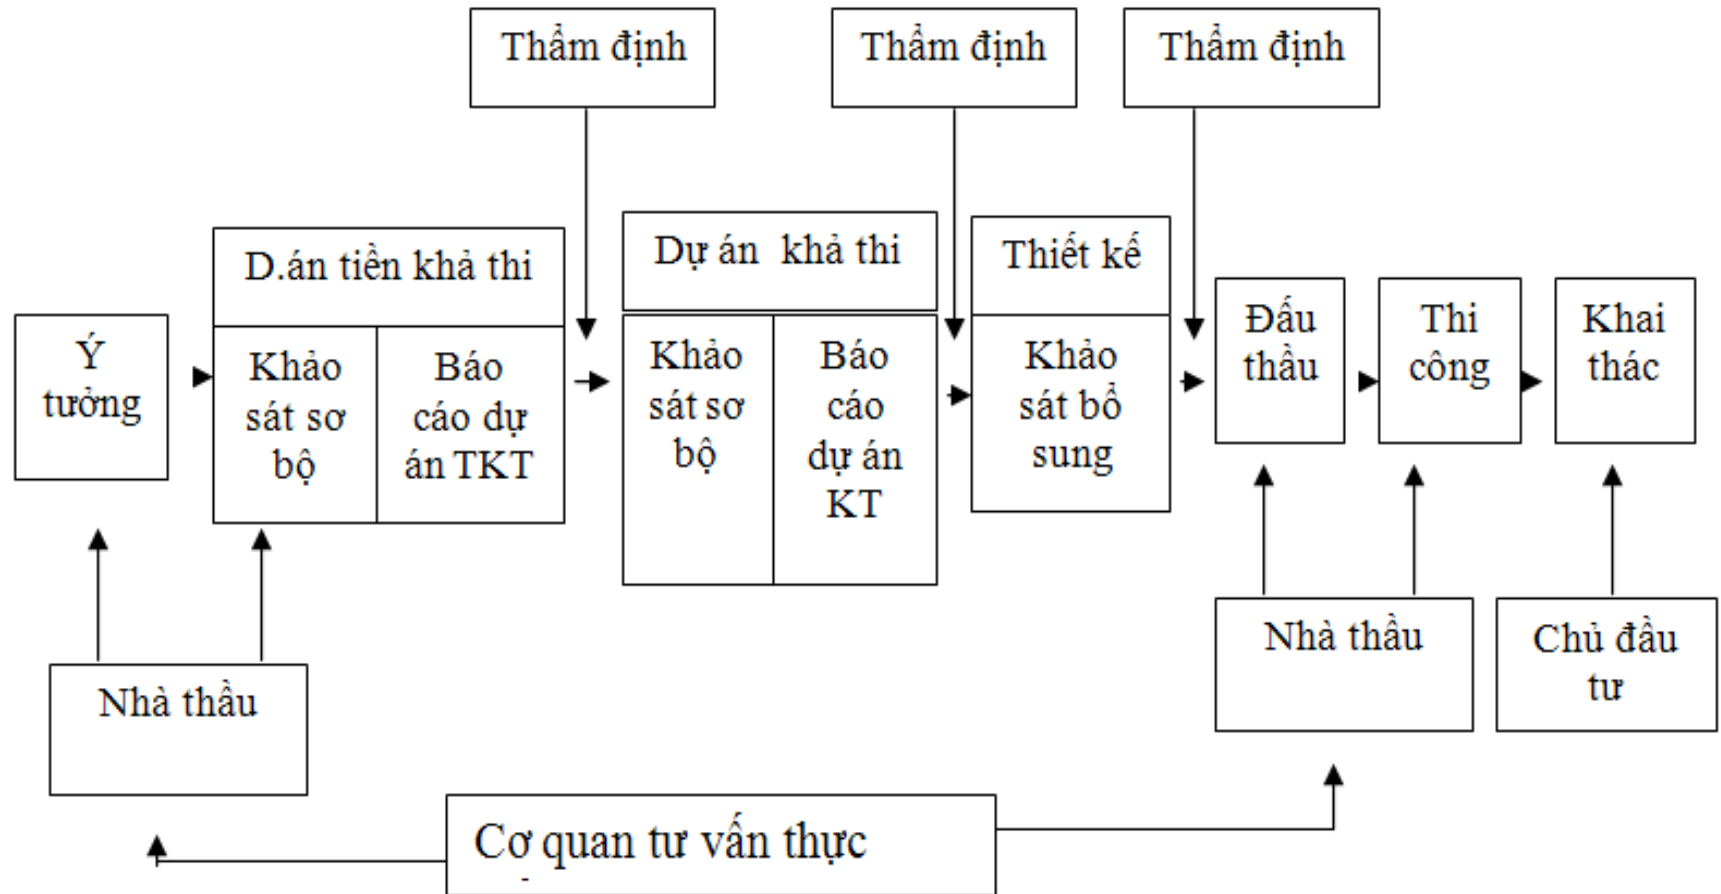 Thẩm định
Thẩm định
Thẩm định
D.án tiền khả thi
Dự án khả thi
Thiết kế
Ý
tưởng
Khảo
sát sơ
bộ
Báo
cáo dự
án TKT
Khảo
sát sơ
bộ
Báo
cáo
dự án
KT
Khảo
sát bổ
sung
Đấu
thầu
Thi
công
Khai
thác
Nhà thầu
Nhà thầu
Chủ đầu
tư
Cơ quan tư vấn thực